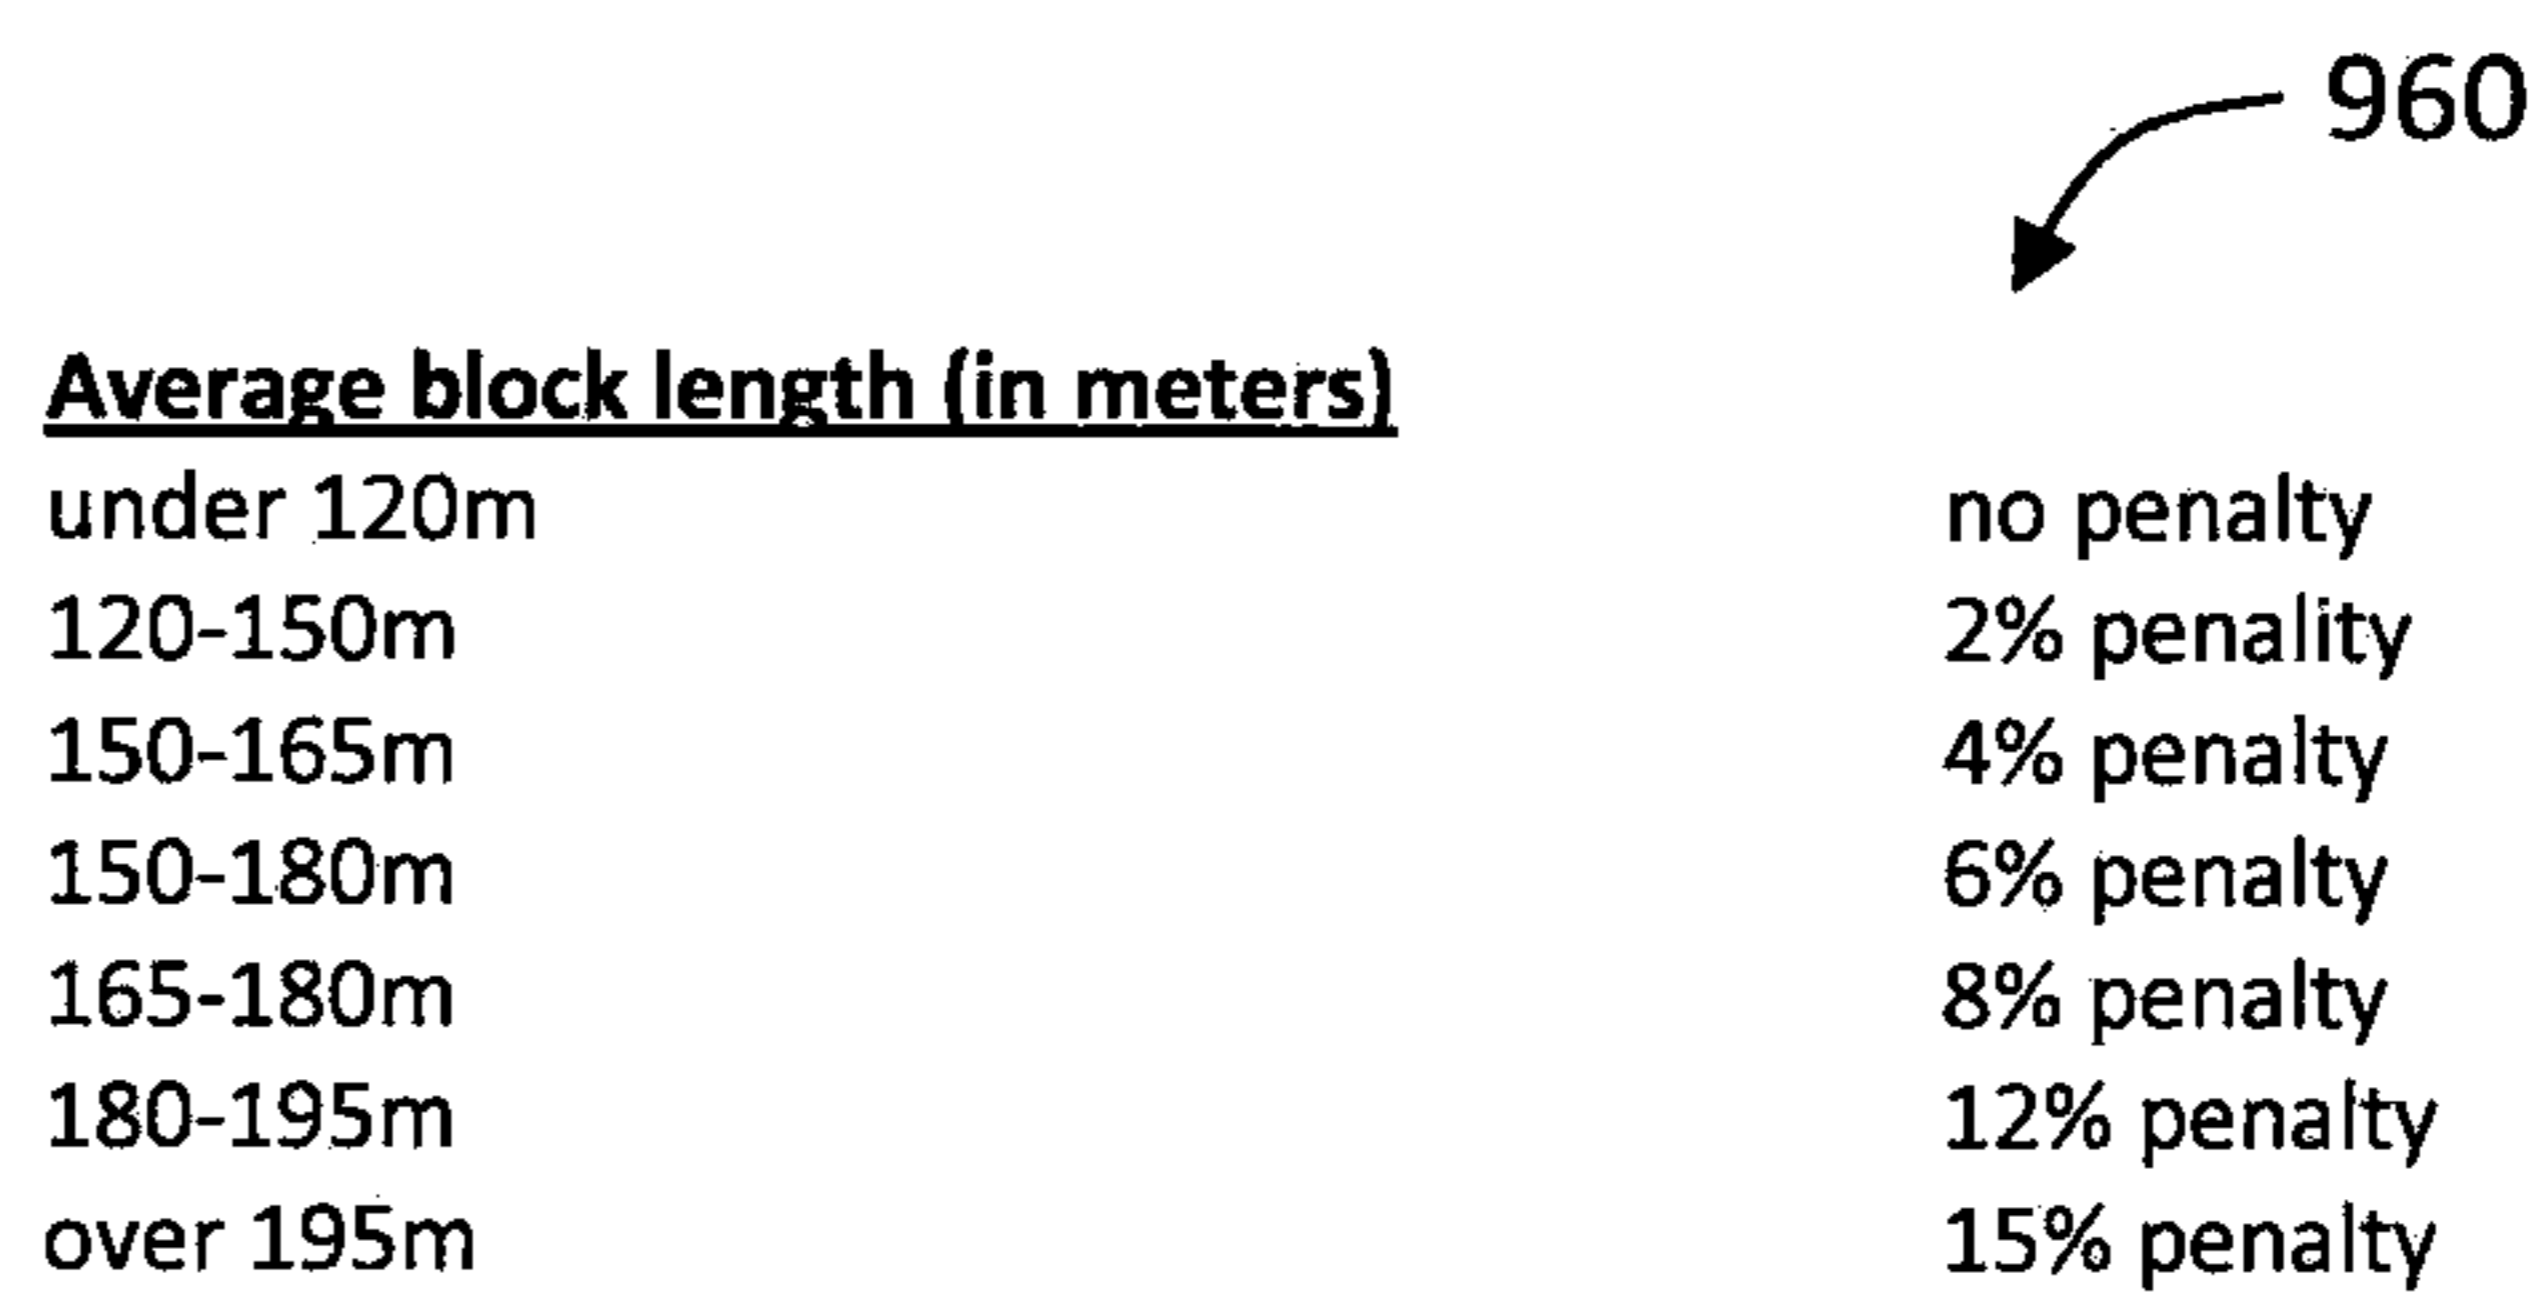 960
Average block length (in meters)
under 120m no penalty
120-150m 2% penality
150-165m 4% penalty
150-180m 6% penalty
165-180m 8% penalty
180-195m 12% penalty
over 195m 15% penalty